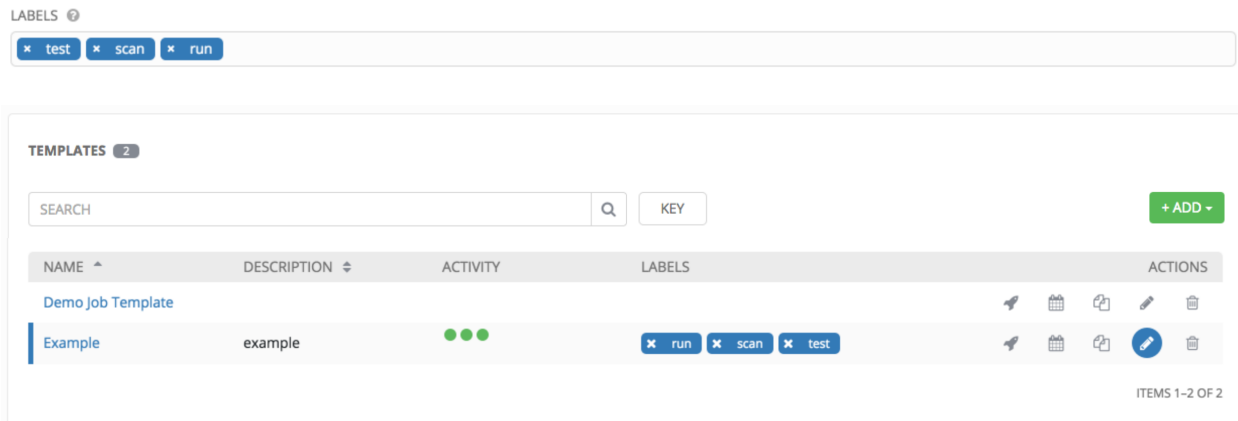 LABELS
× test × scan × run
TEMPLATES 2
SEARCH KEY + ADD
NAME DESCRIPTION ACTIVITY LABELS ACTIONS
Demo Job Template
Example example × run × scan × test
ITEMS 1–2 OF 2